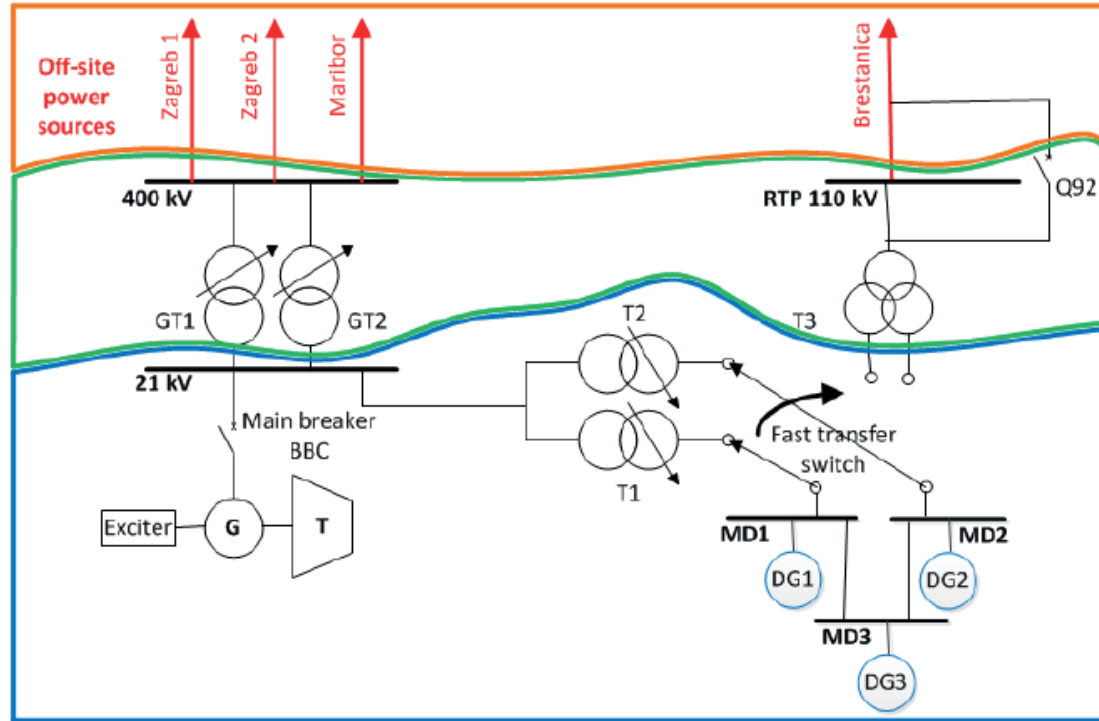 Off-site
power
sources
Zagreb 1
Zagreb 2
Maribor
Brestanica
400 kV
RTP 110 kV
Q92
GT1
GT2
T2
T3
21 kV
Main breaker
BBC
Fast transfer
switch
T1
Exciter
G
T
MD1
MD2
DG1
DG2
MD3
DG3